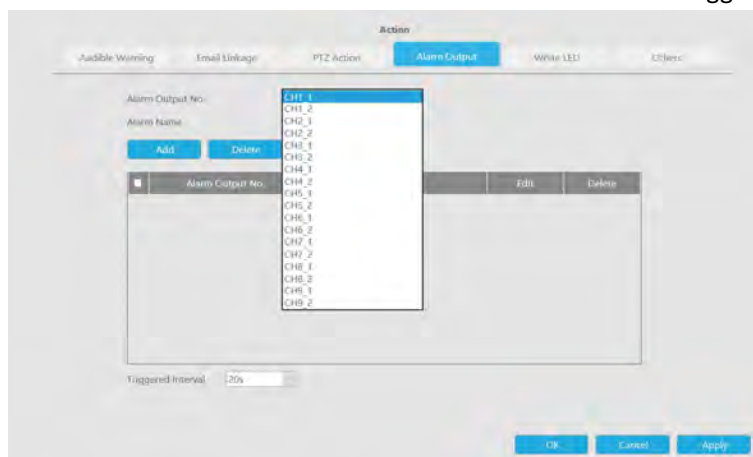 Action
Audible Warning Email Linkage PTZ Action Alarm Output White LED Others
Alarm Output No. CH1_1
CH1_2
Alarm Name CH2_1
CH2_2
Add Delete CH3_1
CH3_2
CH4_1
Alarm Output No. CH4_2 Edit Delete
CH5_1
CH5_2
CH6_1
CH6_2
CH7_1
CH7_2
CH8_1
CH8_2
CH9_1
CH9_2
Triggered Interval 20s
OK Cancel Apply